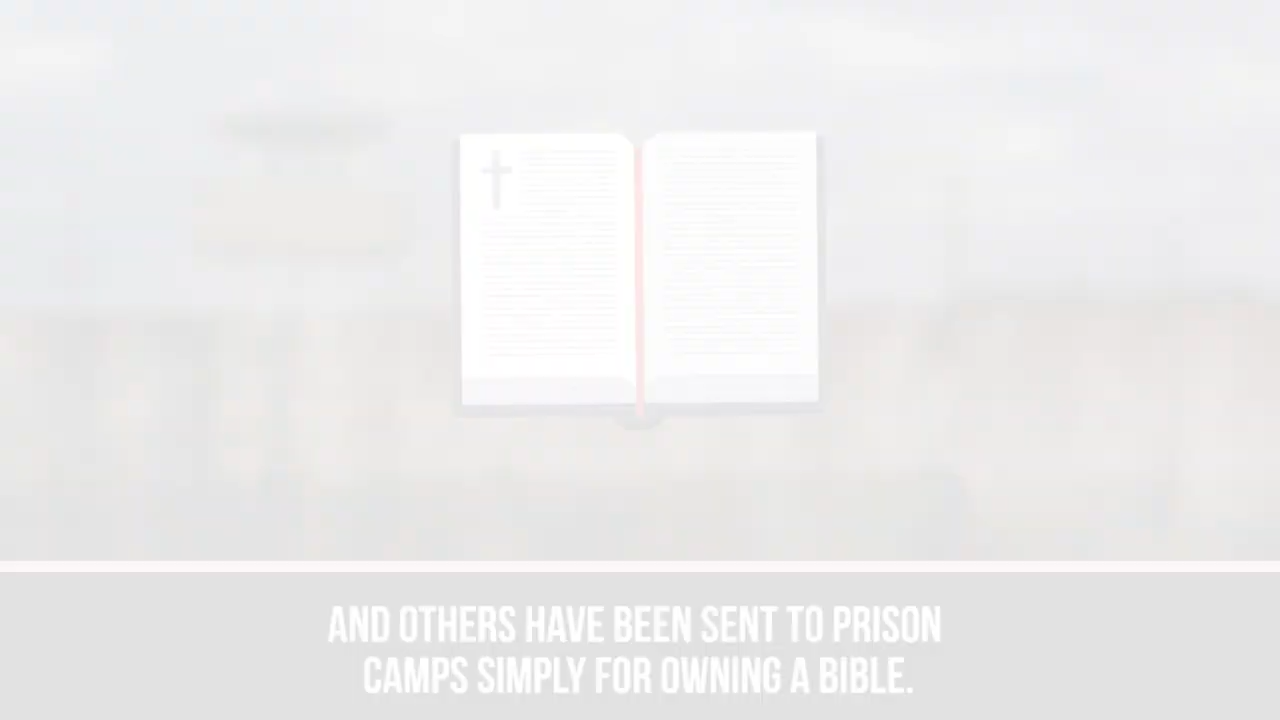 AND OTHERS HAVE BEEN SENT TO PRISON
CAMPS SIMPLY FOR OWNING A BIBLE.